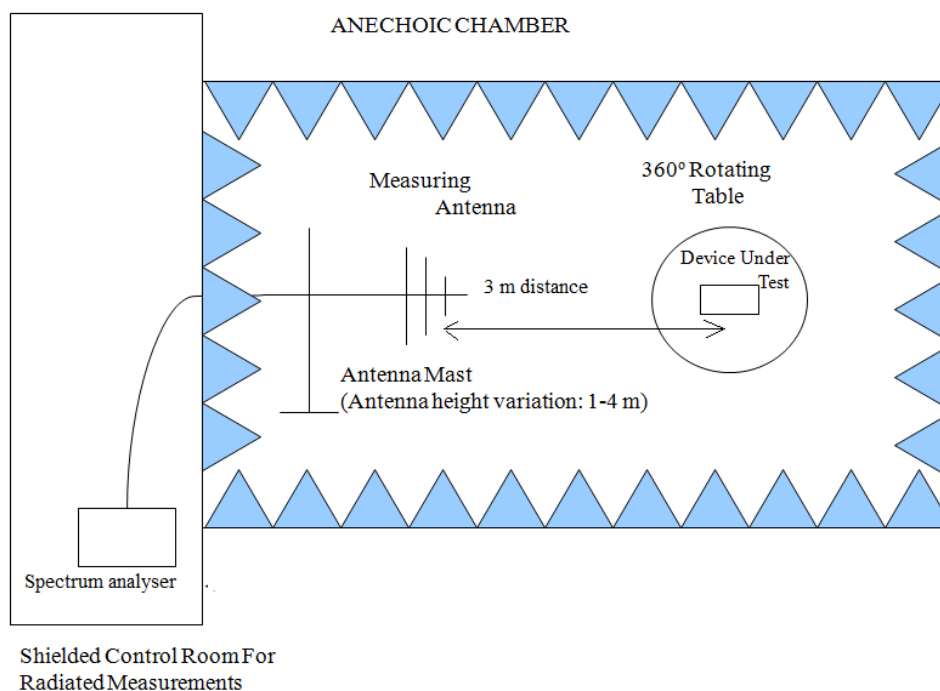 ANECHOIC CHAMBER
Measuring
Antenna
360º Rotating
Table
Device Under
Test
3 m distance
Antenna Mast
(Antenna height variation: 1-4 m)
Spectrum analyser
Shielded Control Room For
Radiated Measurements